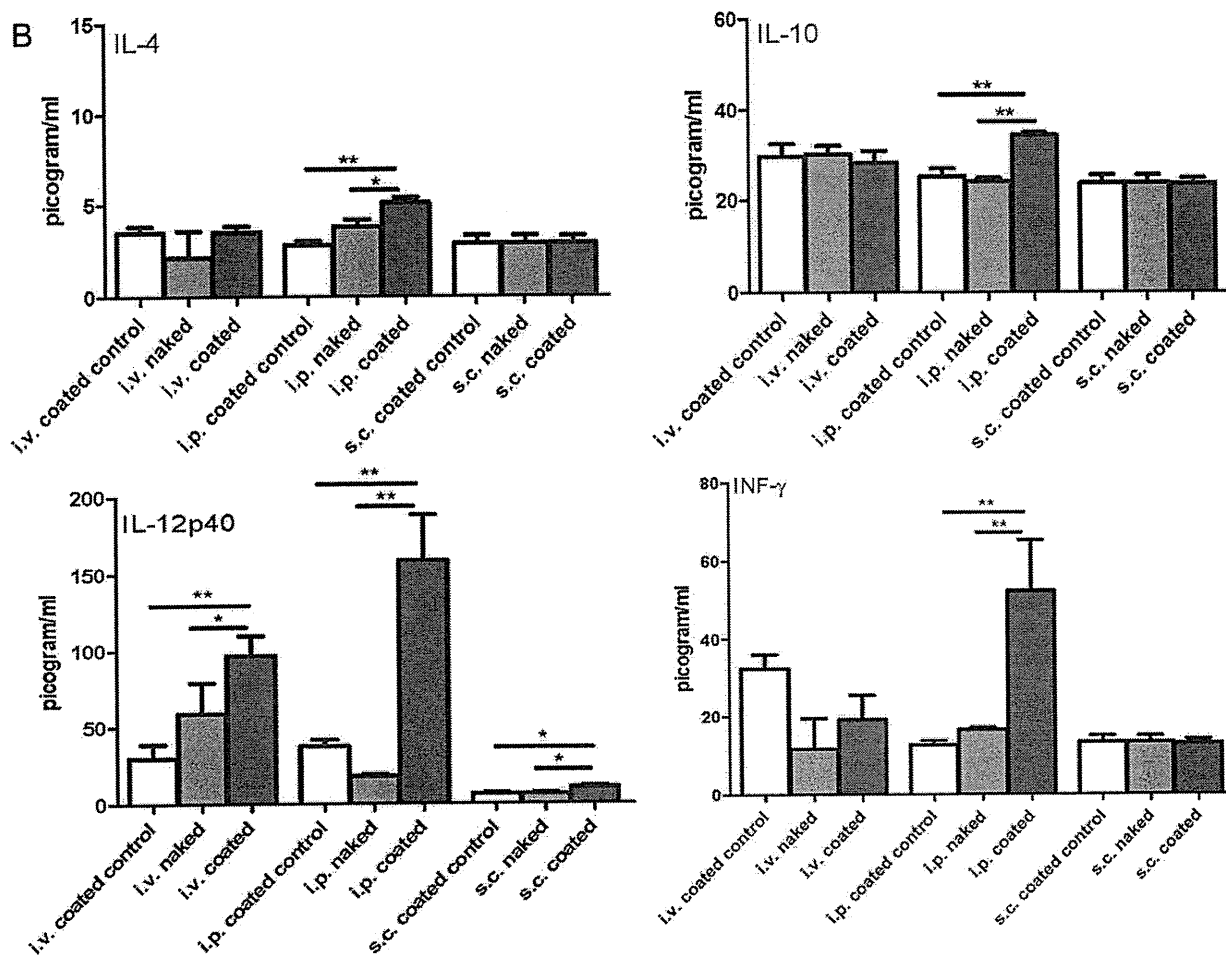 B
IL-4
picogram/ml
15
10
5
0
**
*
i.v. coated control
i.v. naked
i.v. coated
i.p. coated control
i.p. naked
i.p. coated
s.c. coated control
s.c. naked
s.c. coated
IL-10
picogram/ml
60
40
20
0
**
**
i.v. coated control
i.v. naked
i.v. coated
i.p. coated control
i.p. naked
i.p. coated
s.c. coated control
s.c. naked
s.c. coated
IL-12p40
picogram/ml
200
150
100
50
0
**
*
**
**
*
*
i.v. coated control
i.v. naked
i.v. coated
i.p. coated control
i.p. naked
i.p. coated
s.c. coated control
s.c. naked
s.c. coated
INF-γ
picogram/ml
80
60
40
20
0
**
**
i.v. coated control
i.v. naked
i.v. coated
i.p. coated control
i.p. naked
i.p. coated
s.c. coated control
s.c. naked
s.c. coated